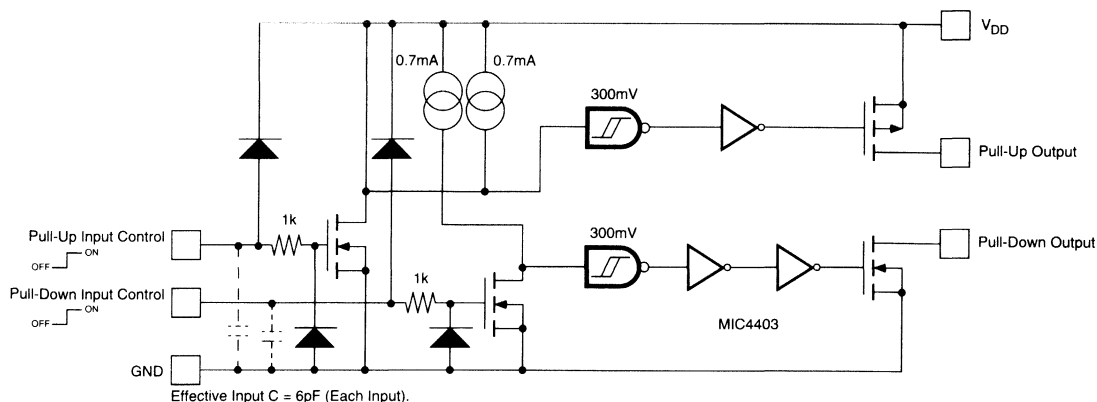 V_DD
0.7mA 0.7mA
300mV
Pull-Up Output
1k
Pull-Up Input Control
OFF ON
300mV
Pull-Down Output
1k
Pull-Down Input Control
OFF ON
MIC4403
GND
Effective Input C = 6pF (Each Input).